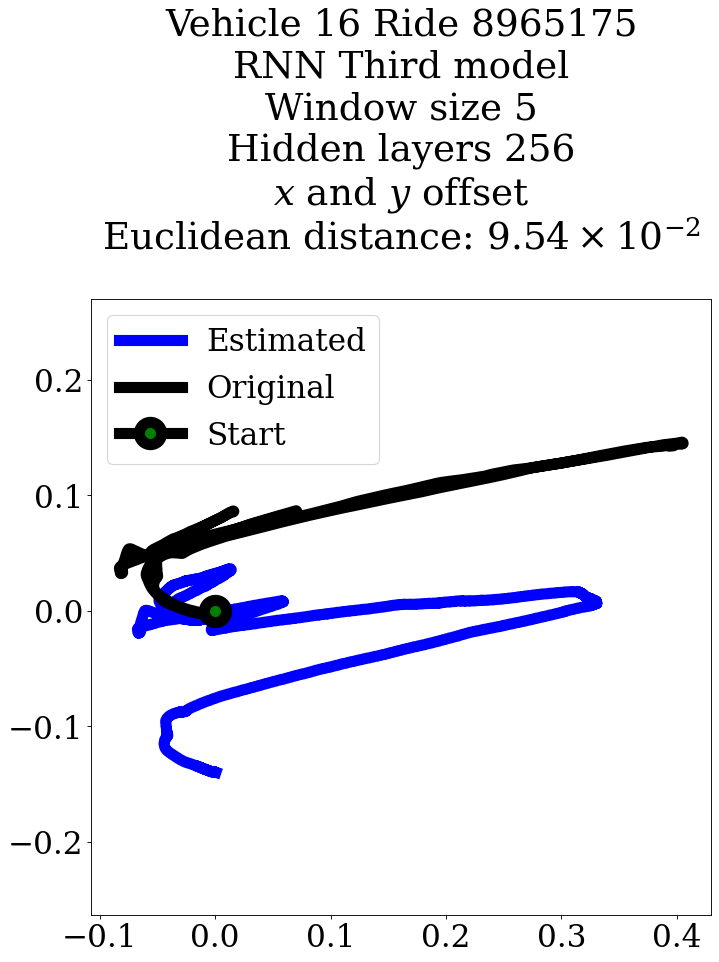 Vehicle 16 Ride 8965175
RNN Third model
Window size 5
Hidden layers 256
x and y offset
Euclidean distance: 9.54 × 10⁻²
Estimated
Original
Start
0.2
0.1
0.0
−0.1
−0.2
−0.1 0.0 0.1 0.2 0.3 0.4